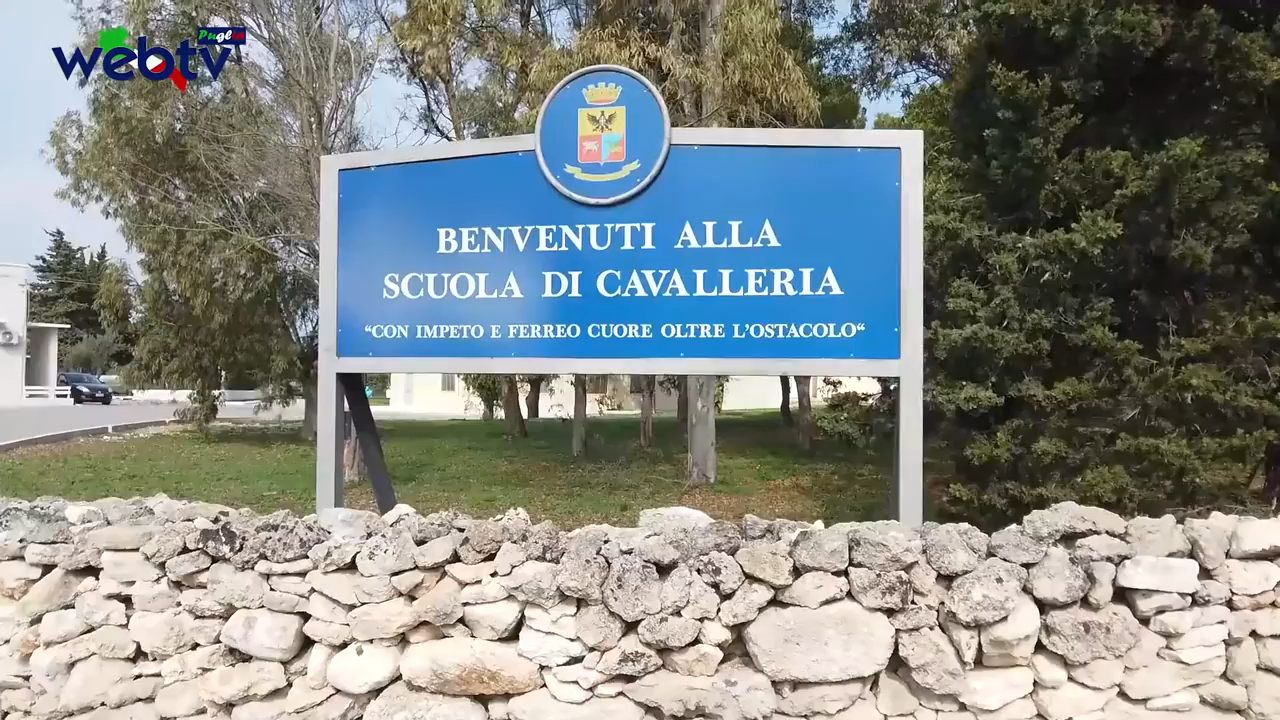 webtv Puglia
BENVENUTI ALLA
SCUOLA DI CAVALLERIA
“CON IMPETO E FERREO CUORE OLTRE L'OSTACOLO“